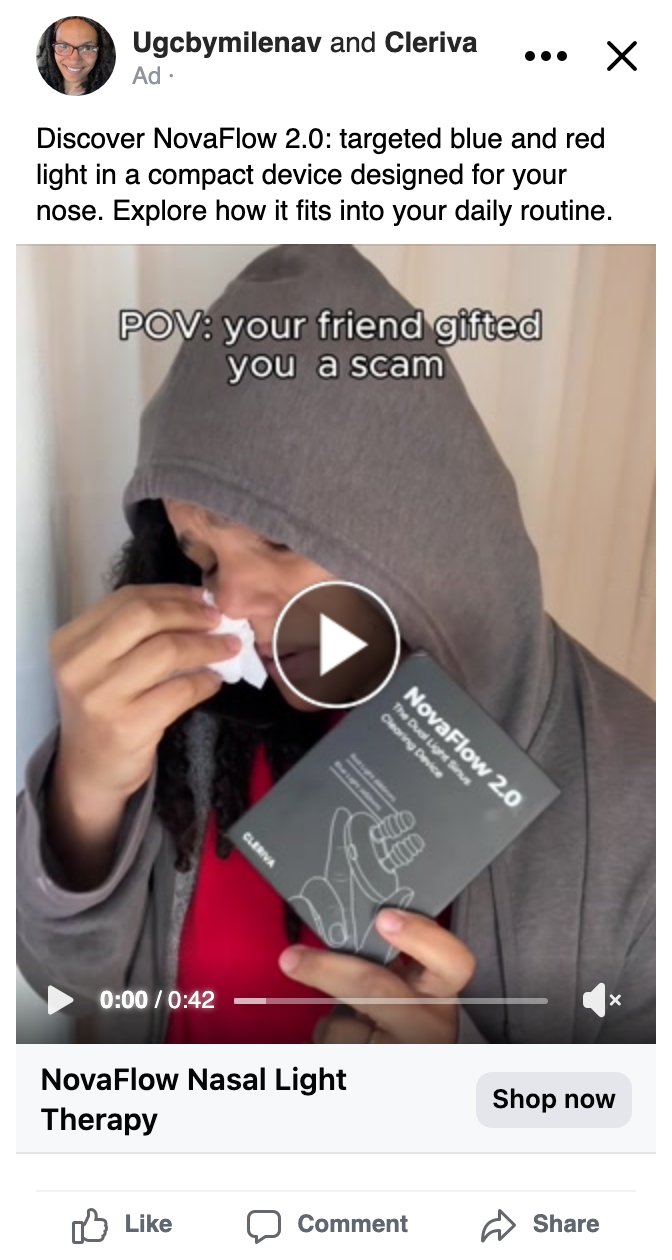 Ugcbymilenav and Cleriva
Ad ·
Discover NovaFlow 2.0: targeted blue and red
light in a compact device designed for your
nose. Explore how it fits into your daily routine.
POV: your friend gifted
you a scam
NovaFlow 2.0
The Dual Light Sinus
Clearing Device
CLERIVA
0:00 / 0:42
NovaFlow Nasal Light
Therapy
Shop now
Like
Comment
Share